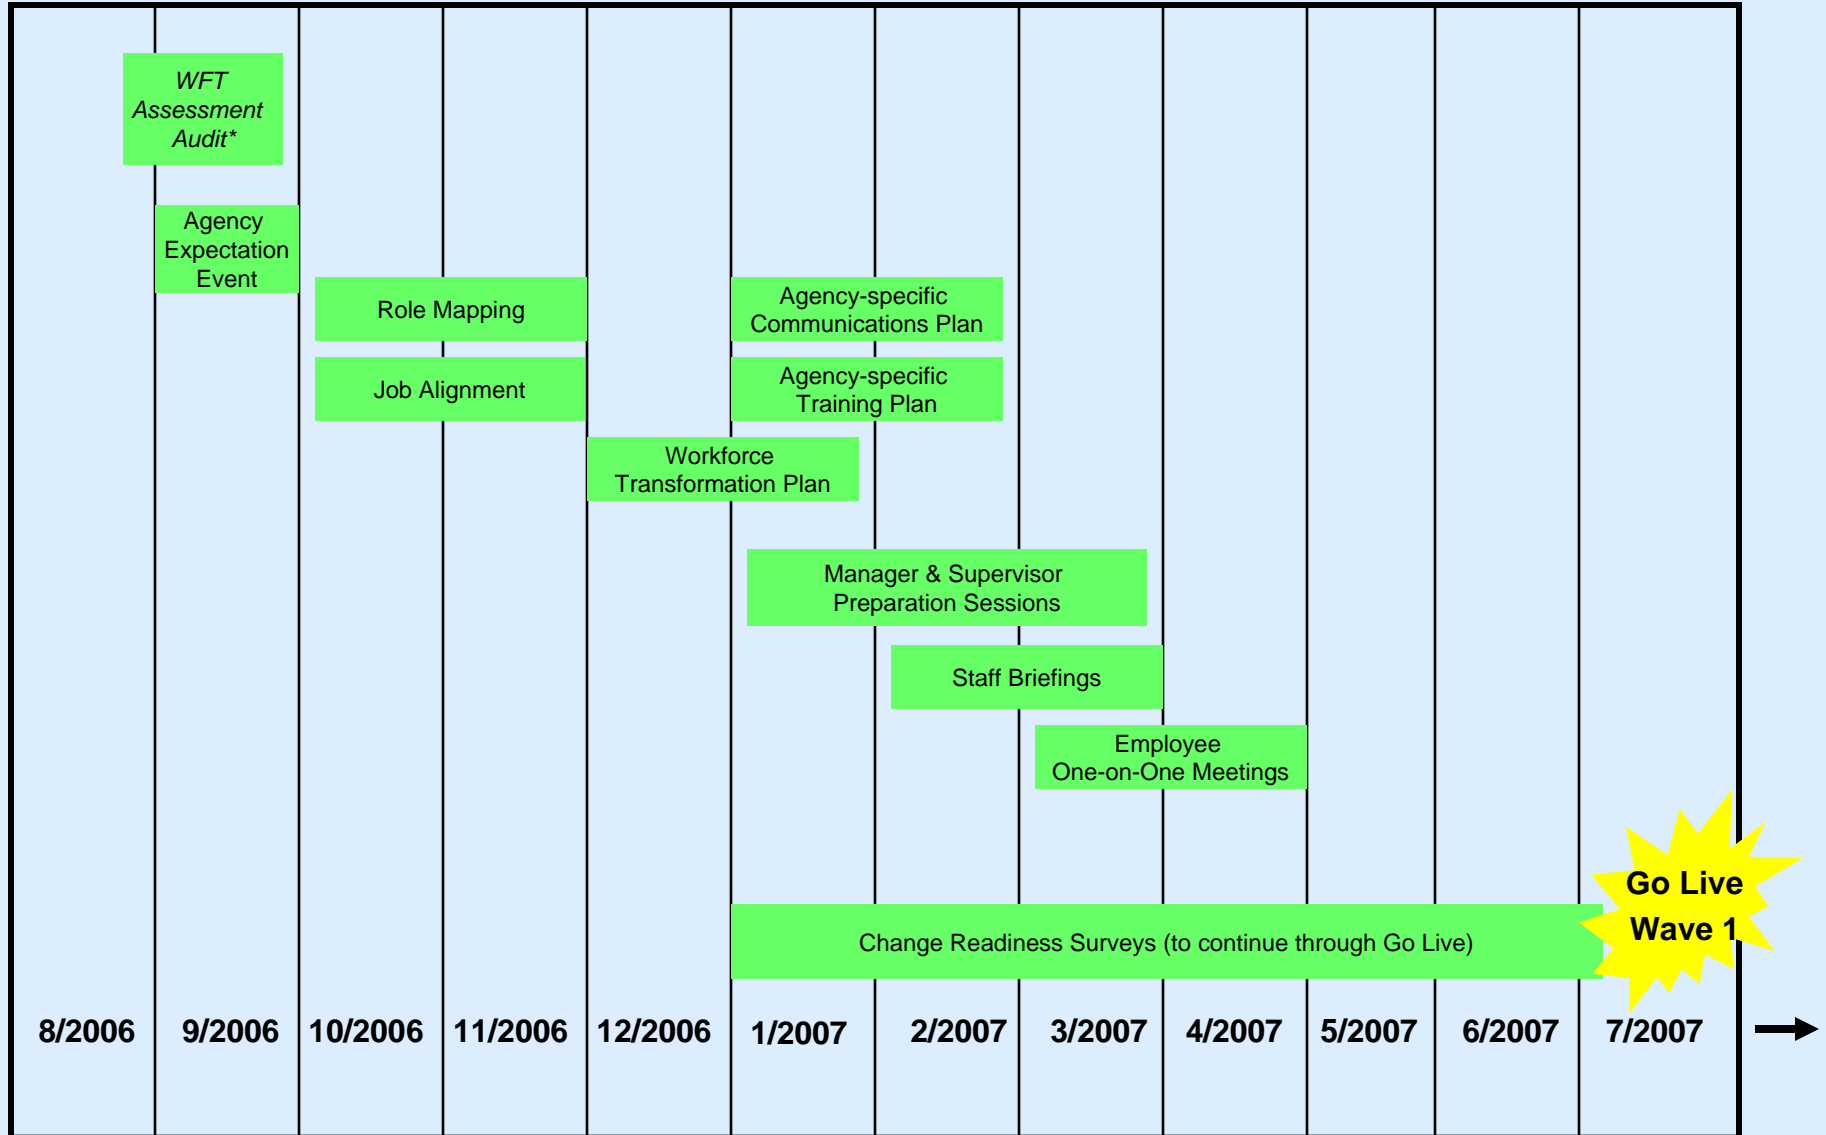 WFT
Assessment
Audit*
Agency
Expectation
Event
Role Mapping
Agency-specific
Communications Plan
Job Alignment
Agency-specific
Training Plan
Workforce
Transformation Plan
Manager & Supervisor
Preparation Sessions
Staff Briefings
Employee
One-on-One Meetings
Go Live
Wave 1
Change Readiness Surveys (to continue through Go Live)
8/2006
9/2006
10/2006
11/2006
12/2006
1/2007
2/2007
3/2007
4/2007
5/2007
6/2007
7/2007